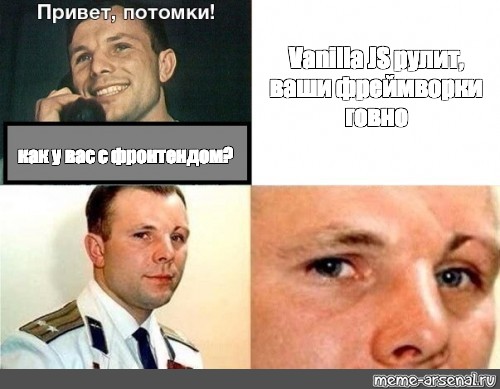 Привет, потомки!
как у вас с фронтендом?
Vanilla JS рулит,
ваши фреймворки
говно
meme-arsenal.ru